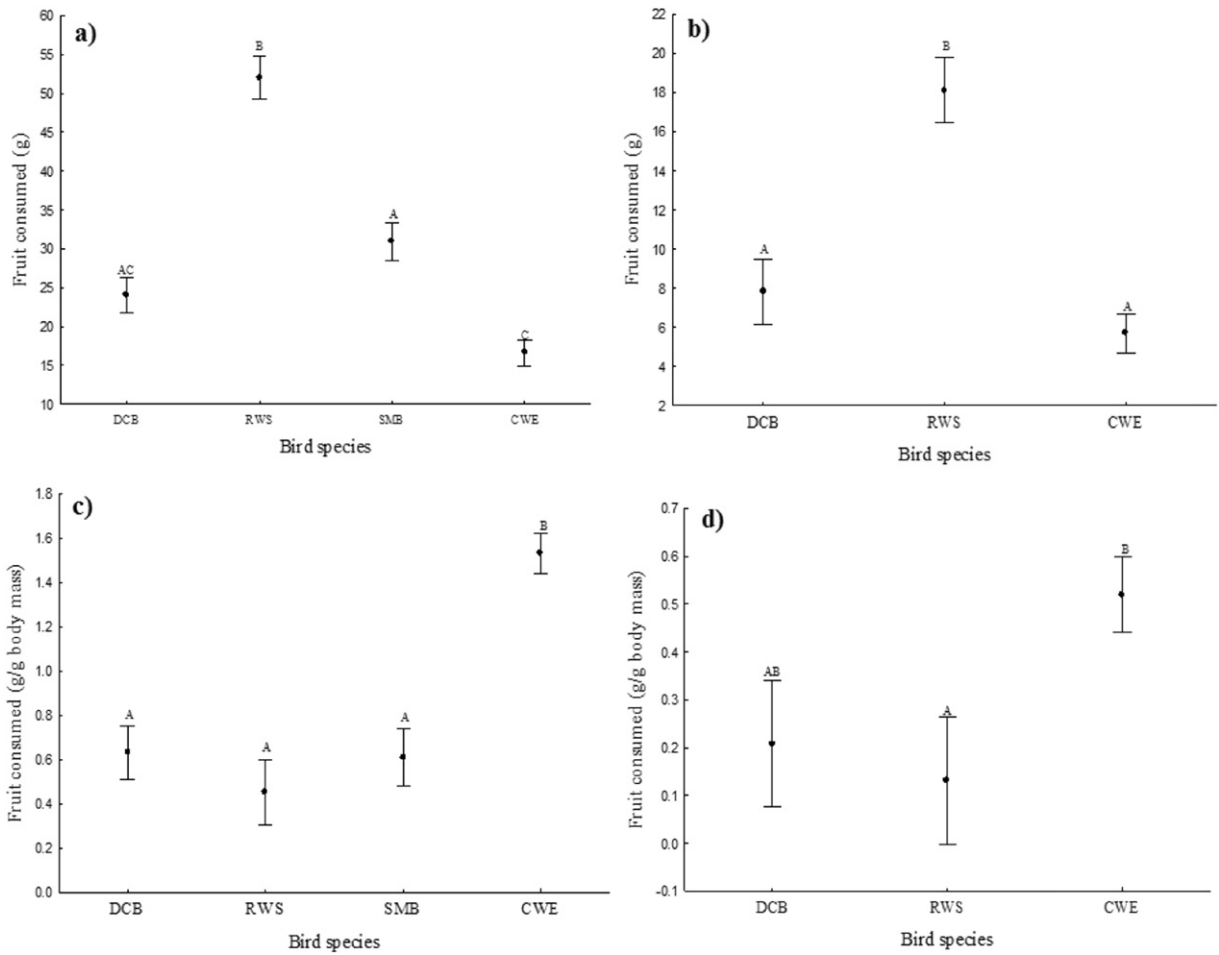 a)
Fruit consumed (g)
60
55
50
45
40
35
30
25
20
15
10
AC
B
A
C
DCB RWS SMB CWE
Bird species
b)
Fruit consumed (g)
22
20
18
16
14
12
10
8
6
4
2
A
B
A
DCB RWS CWE
Bird species
c)
Fruit consumed (g/g body mass)
1.8
1.6
1.4
1.2
1.0
0.8
0.6
0.4
0.2
0.0
A
A
A
B
DCB RWS SMB CWE
Bird species
d)
Fruit consumed (g/g body mass)
0.7
0.6
0.5
0.4
0.3
0.2
0.1
0.0
-0.1
AB
A
B
DCB RWS CWE
Bird species